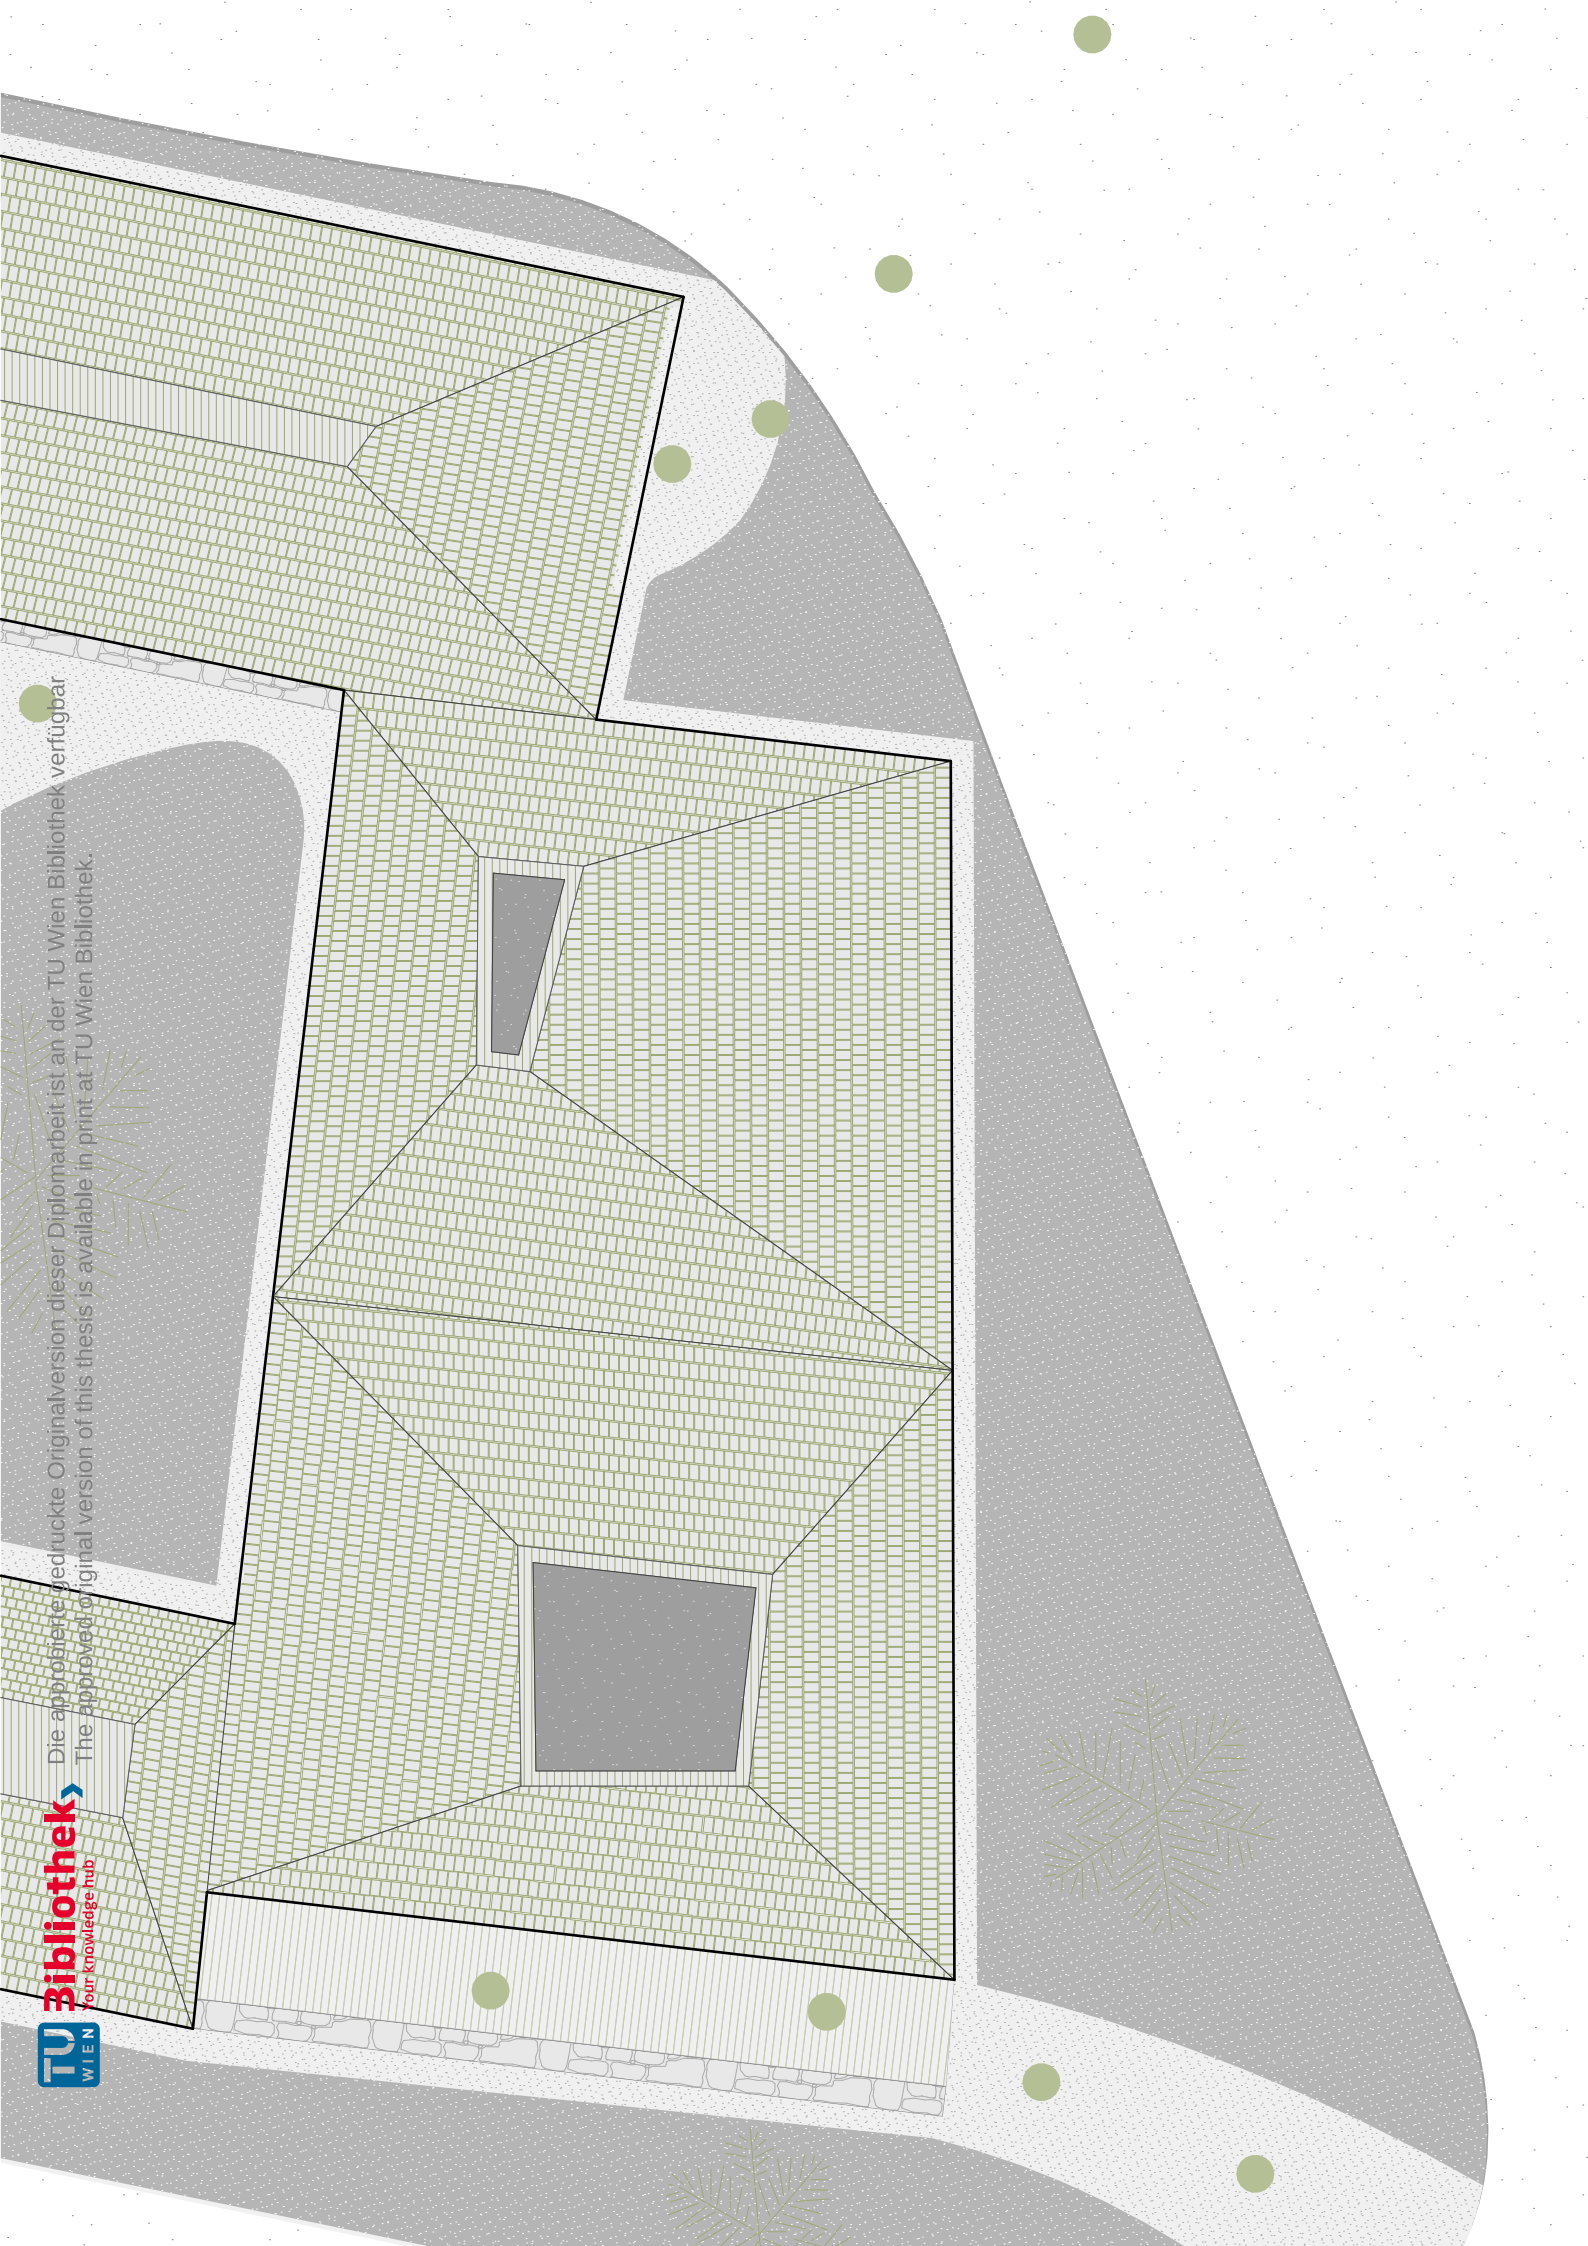 Die approbierte gedruckte Originalversion dieser Diplomarbeit ist an der TU Wien Bibliothek verfügbar
The approved original version of this thesis is available in print at TU Wien Bibliothek.
Bibliothek
Your knowledge hub
TU
WIEN